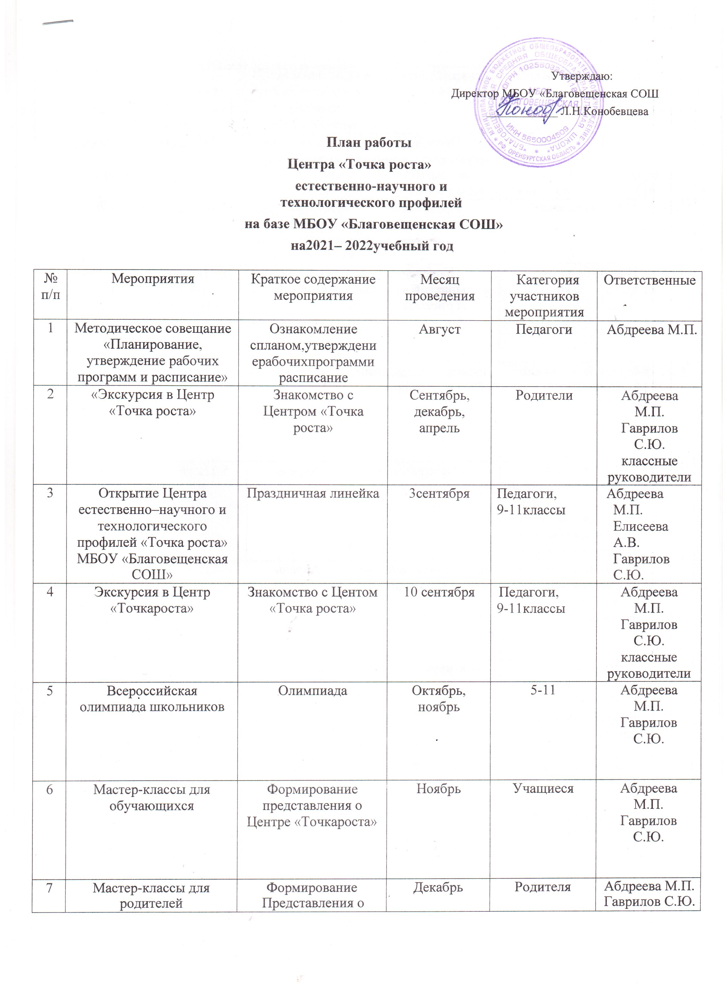 Утверждаю:
Директор МБОУ «Благовещенская СОШ
Л.Н.Конобевцева
МУНИЦИПАЛЬНОЕ БЮДЖЕТНОЕ ОБЩЕОБРАЗОВАТЕЛЬНОЕ УЧРЕЖДЕНИЕ
* РФ, ОРЕНБУРГСКАЯ ОБЛАСТЬ *
"БЛАГОВЕЩЕНСКАЯ СРЕДНЯЯ ОБЩЕОБРАЗОВАТЕЛЬНАЯ ШКОЛА" *
МБОУ
"БЛАГОВЕЩЕНСКАЯ
СОШ"
ИНН 5650004509
План работы
Центра «Точка роста»
естественно-научного и
технологического профилей
на базе МБОУ «Благовещенская СОШ»
на2021– 2022учебный год
№
п/п
Мероприятия
Краткое содержание
мероприятия
Месяц
проведения
Категория
участников
мероприятия
Ответственные
1
Методическое совещание
«Планирование,
утверждение рабочих
программ и расписание»
Ознакомление
спланом,утверждени
ерабочихпрограмми
расписание
Август
Педагоги
Абдреева М.П.
2
«Экскурсия в Центр
«Точка роста»
Знакомство с
Центром «Точка
роста»
Сентябрь,
декабрь,
апрель
Родители
Абдреева
М.П.
Гаврилов
С.Ю.
классные
руководители
3
Открытие Центра
естественно–научного и
технологического
профилей «Точка роста»
МБОУ «Благовещенская
СОШ»
Праздничная линейка
3сентября
Педагоги,
9-11классы
Абдреева
М.П.
Елисеева
А.В.
Гаврилов
С.Ю.
4
Экскурсия в Центр
«Точкароста»
Знакомство с Центом
«Точка роста»
10 сентября
Педагоги,
9-11классы
Абдреева
М.П.
Гаврилов
С.Ю.
классные
руководители
5
Всероссийская
олимпиада школьников
Олимпиада
Октябрь,
ноябрь
5-11
Абдреева
М.П.
Гаврилов
С.Ю.
6
Мастер-классы для
обучающихся
Формирование
представления о
Центре «Точкароста»
Ноябрь
Учащиеся
Абдреева
М.П.
Гаврилов
С.Ю.
7
Мастер-классы для
родителей
Формирование
Представления о
Декабрь
Родителя
Абдреева М.П.
Гаврилов С.Ю.